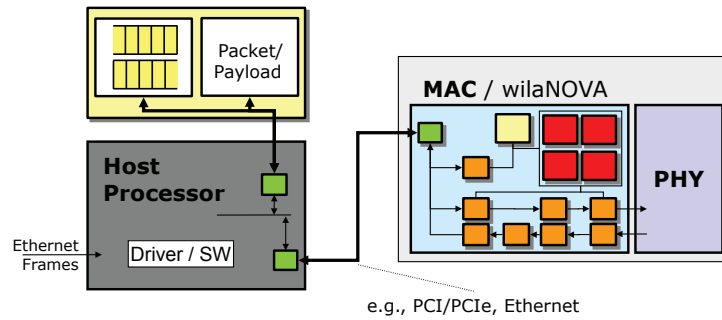 Packet/
Payload
MAC / wilaNOVA
Host
Processor
PHY
Ethernet
Frames
Driver / SW
e.g., PCI/PCIe, Ethernet